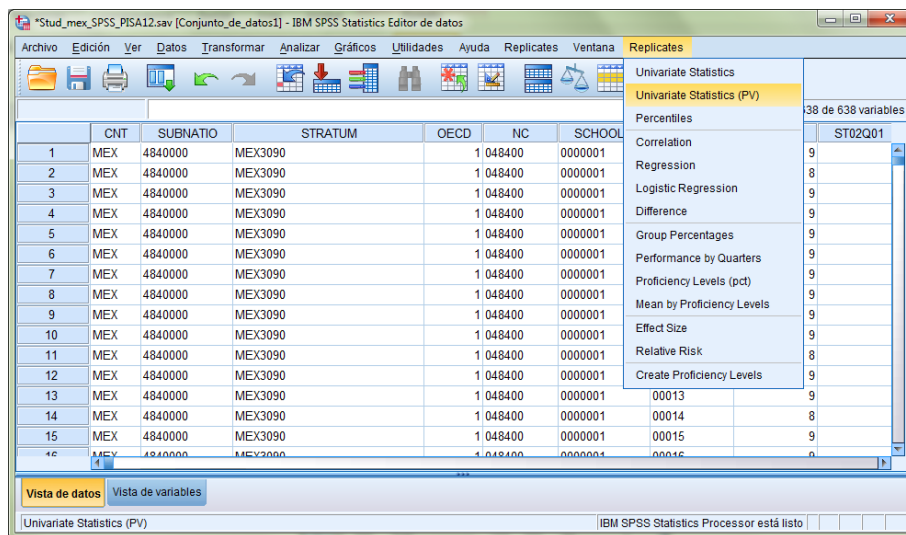 *Stud_mex_SPSS_PISA12.sav [Conjunto_de_datos1] - IBM SPSS Statistics Editor de datos
Archivo Edición Ver Datos Transformar Analizar Gráficos Utilidades Ayuda Replicates Ventana Replicates
Univariate Statistics
Univariate Statistics (PV)
Percentiles
Correlation
Regression
Logistic Regression
Difference
Group Percentages
Performance by Quarters
Proficiency Levels (pct)
Mean by Proficiency Levels
Effect Size
Relative Risk
Create Proficiency Levels
638 de 638 variables
CNT SUBNATIO STRATUM OECD NC SCHOOL ST02Q01
1 MEX 4840000 MEX3090 1 048400 0000001 9
2 MEX 4840000 MEX3090 1 048400 0000001 8
3 MEX 4840000 MEX3090 1 048400 0000001 9
4 MEX 4840000 MEX3090 1 048400 0000001 9
5 MEX 4840000 MEX3090 1 048400 0000001 9
6 MEX 4840000 MEX3090 1 048400 0000001 9
7 MEX 4840000 MEX3090 1 048400 0000001 9
8 MEX 4840000 MEX3090 1 048400 0000001 9
9 MEX 4840000 MEX3090 1 048400 0000001 9
10 MEX 4840000 MEX3090 1 048400 0000001 9
11 MEX 4840000 MEX3090 1 048400 0000001 8
12 MEX 4840000 MEX3090 1 048400 0000001 9
13 MEX 4840000 MEX3090 1 048400 0000001 00013 9
14 MEX 4840000 MEX3090 1 048400 0000001 00014 8
15 MEX 4840000 MEX3090 1 048400 0000001 00015 9
16 MEX 4840000 MEX3090 1 048400 0000001 00016 9
Vista de datos Vista de variables
Univariate Statistics (PV) IBM SPSS Statistics Processor está listo